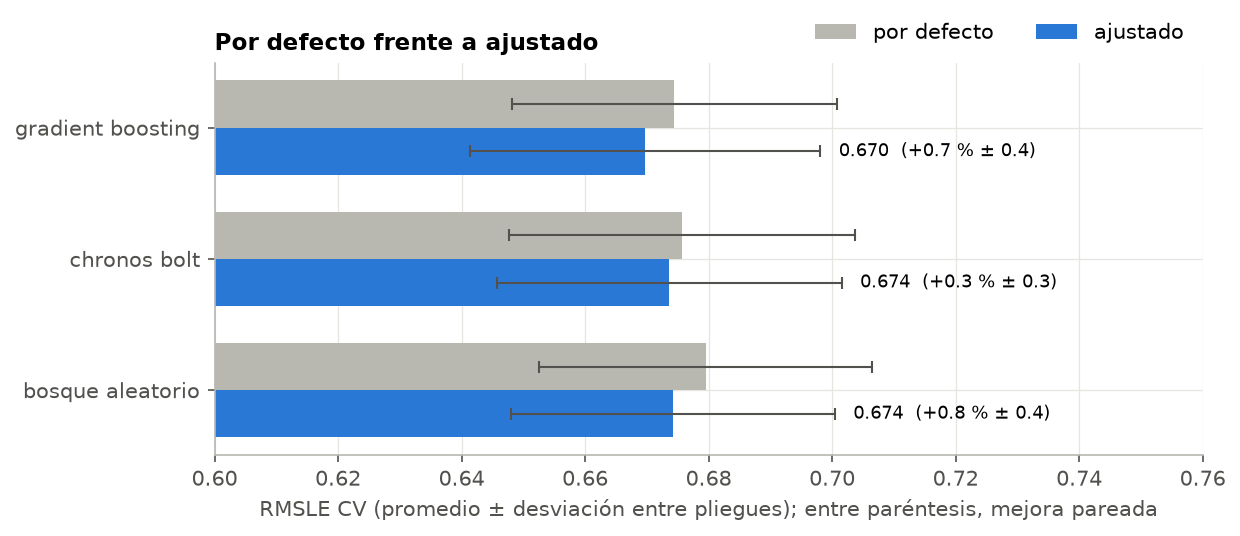 Por defecto frente a ajustado
por defecto
ajustado
gradient boosting
0.670 (+0.7 % ± 0.4)
chronos bolt
0.674 (+0.3 % ± 0.3)
bosque aleatorio
0.674 (+0.8 % ± 0.4)
0.60 0.62 0.64 0.66 0.68 0.70 0.72 0.74 0.76
RMSLE CV (promedio ± desviación entre pliegues); entre paréntesis, mejora pareada